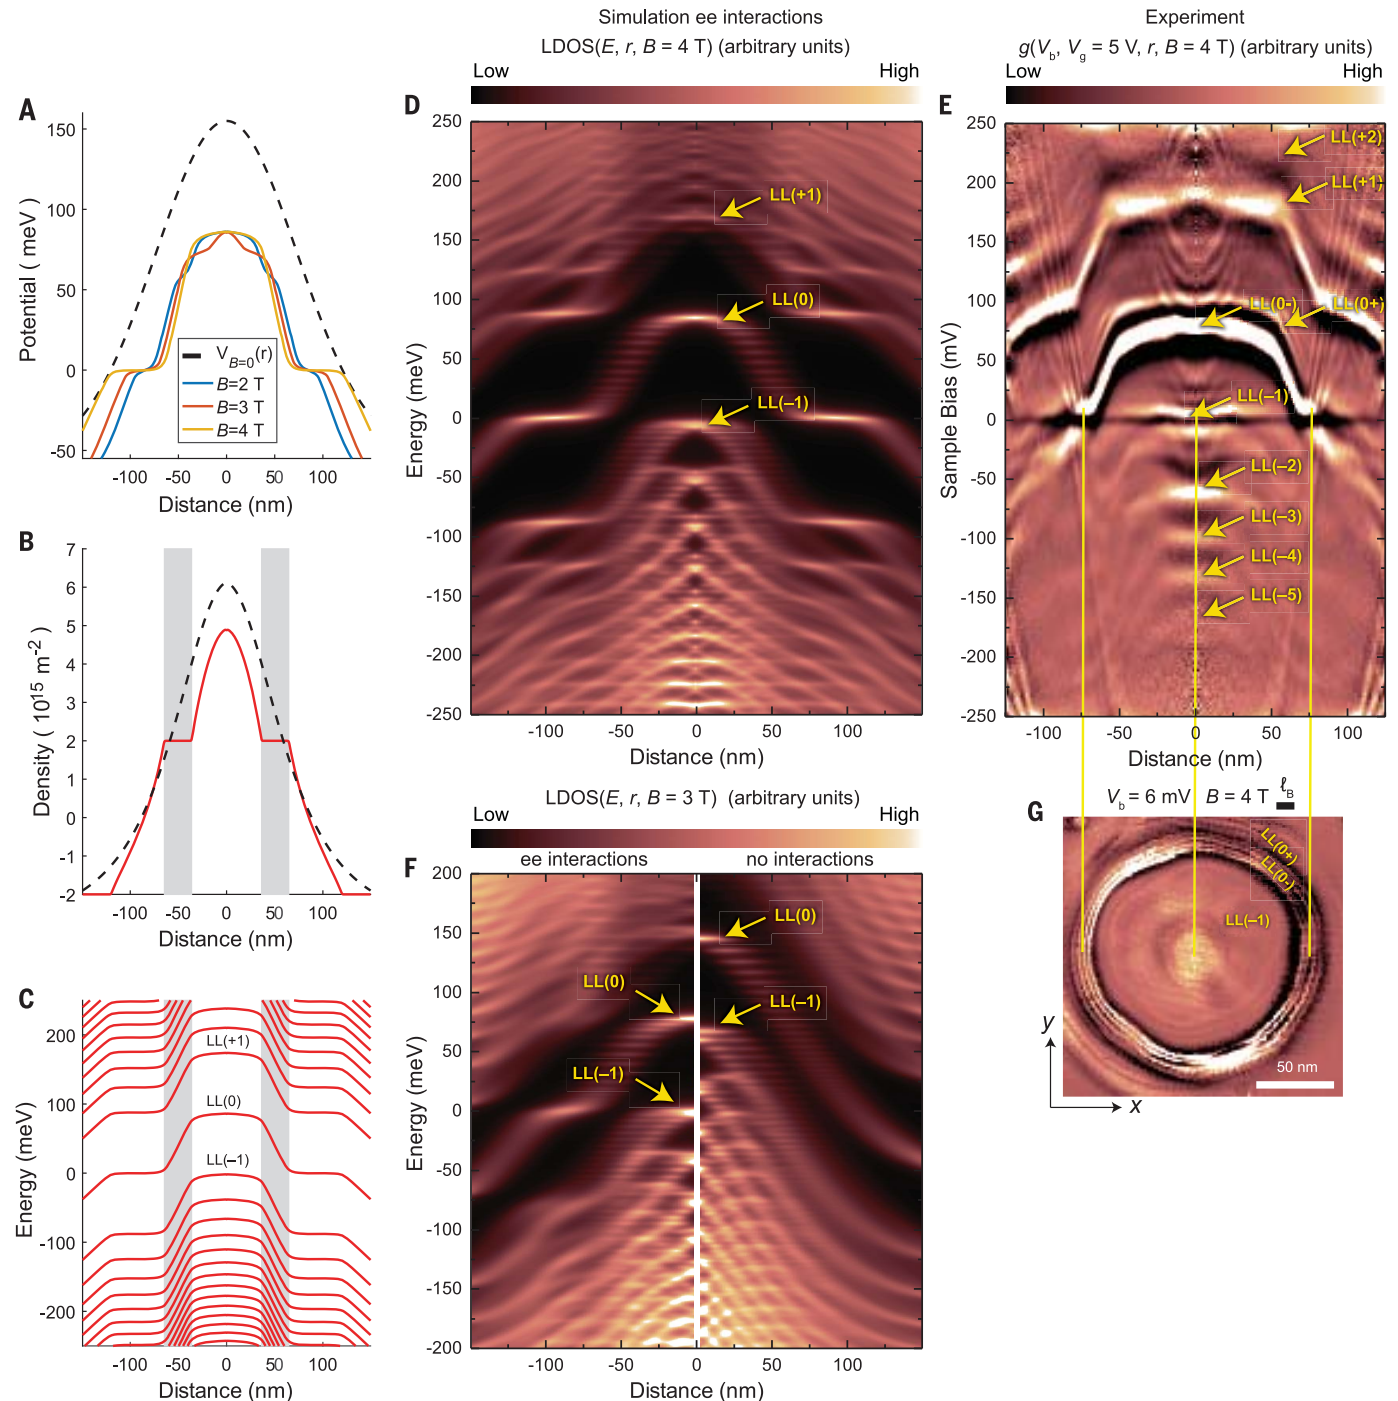 Simulation ee interactions
LDOS(E, r, B = 4 T) (arbitrary units)
Low High
Experiment
g(Vb, Vg = 5 V, r, B = 4 T) (arbitrary units)
Low High
A
150
100
50
0
-50
Potential ( meV)
VB=0(r)
B=2 T
B=3 T
B=4 T
-100 -50 0 50 100
Distance (nm)
B
7
6
5
4
3
2
1
0
-1
-2
Density ( 10^15 m^-2)
-100 -50 0 50 100
Distance (nm)
C
200
100
0
-100
-200
Energy (meV)
LL(+1)
LL(0)
LL(−1)
-100 -50 0 50 100
Distance (nm)
D
250
200
150
100
50
0
-50
-100
-150
-200
-250
Energy (meV)
LL(+1)
LL(0)
LL(−1)
-100 -50 0 50 100
Distance (nm)
E
250
200
150
100
50
0
-50
-100
-150
-200
-250
Sample Bias (mV)
LL(+2)
LL(+1)
LL(0-) LL(0+)
LL(−1)
LL(−2)
LL(−3)
LL(−4)
LL(−5)
-100 -50 0 50 100
Distance (nm)
LDOS(E, r, B = 3 T) (arbitrary units)
Low High
ee interactions no interactions
F
200
150
100
50
0
-50
-100
-150
-200
Energy (meV)
LL(0)
LL(0)
LL(−1)
LL(−1)
-100 -50 0 50 100
Distance (nm)
G
Vb = 6 mV B = 4 T ℓB
LL(0+)
LL(0-)
LL(−1)
50 nm
y
x